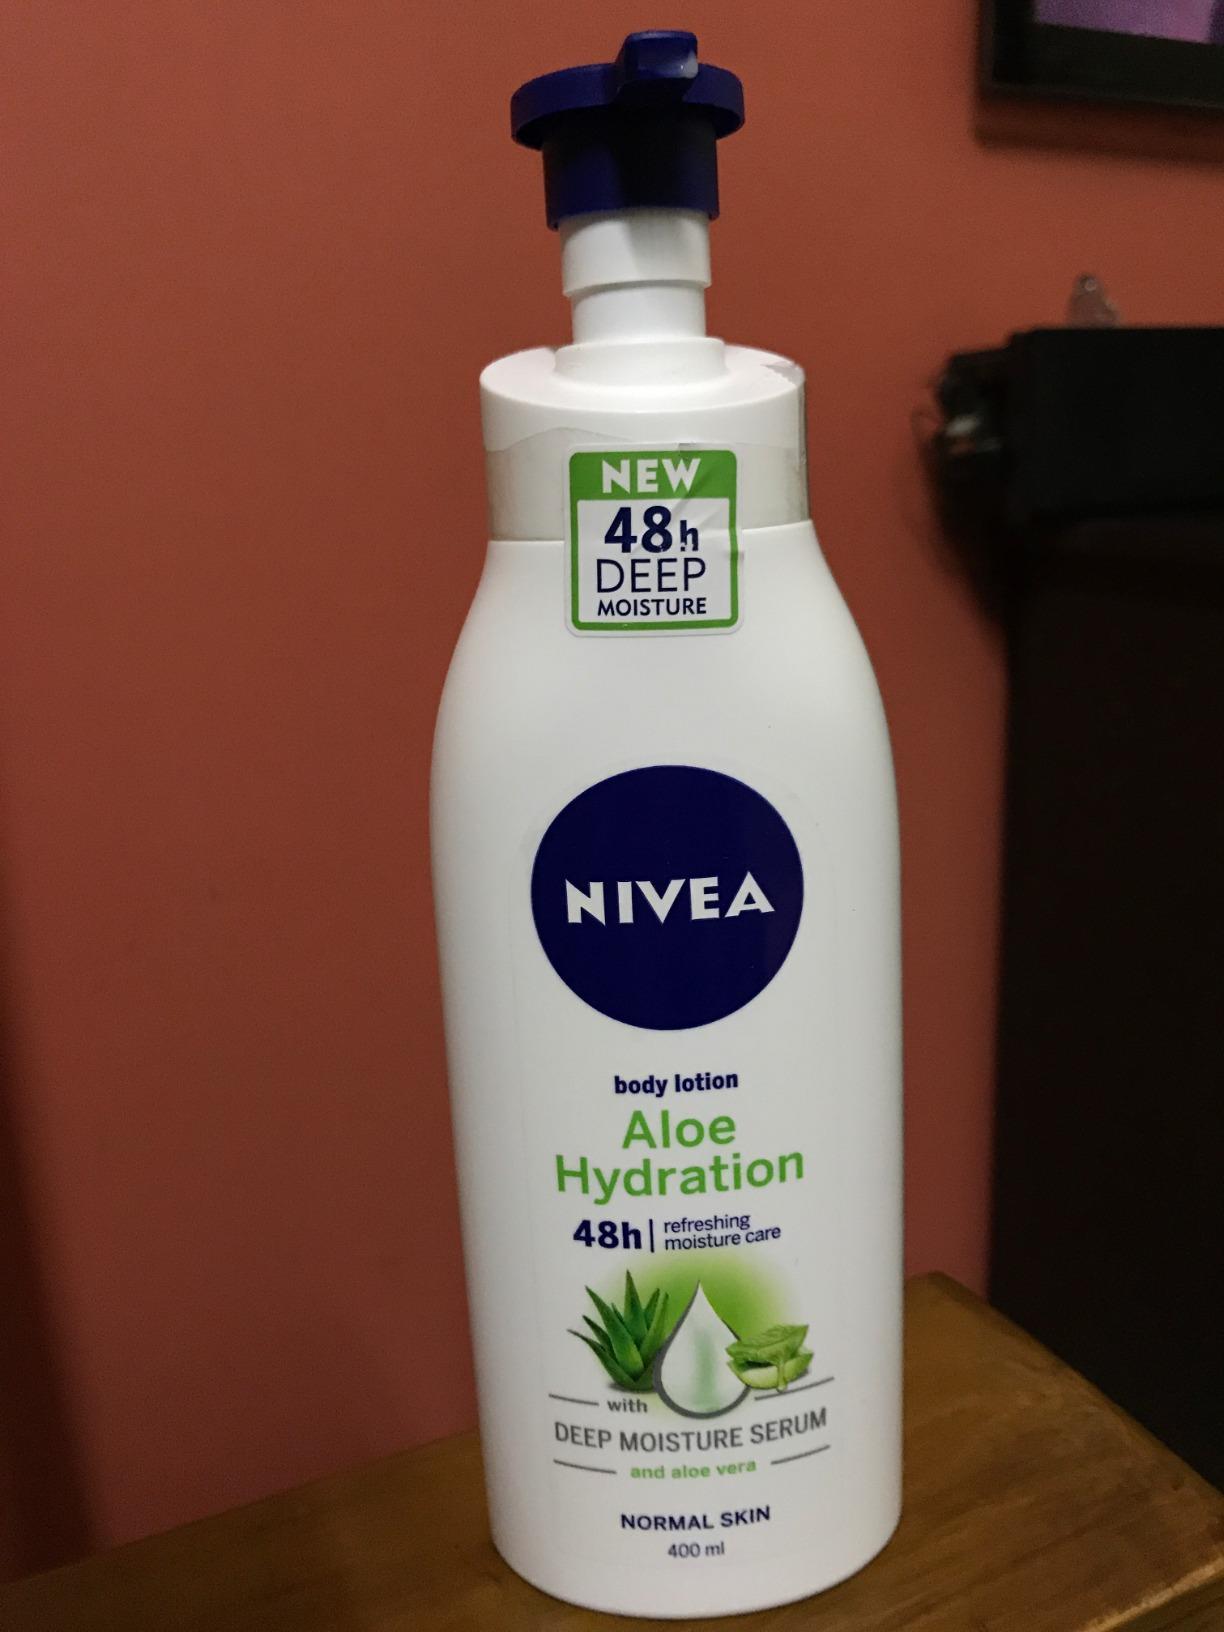 NEW
48h
DEEP
MOISTURE
NIVEA
body lotion
Aloe
Hydration
48h | refreshing
moisture care
with
DEEP MOISTURE SERUM
and aloe vera
NORMAL SKIN
400 ml